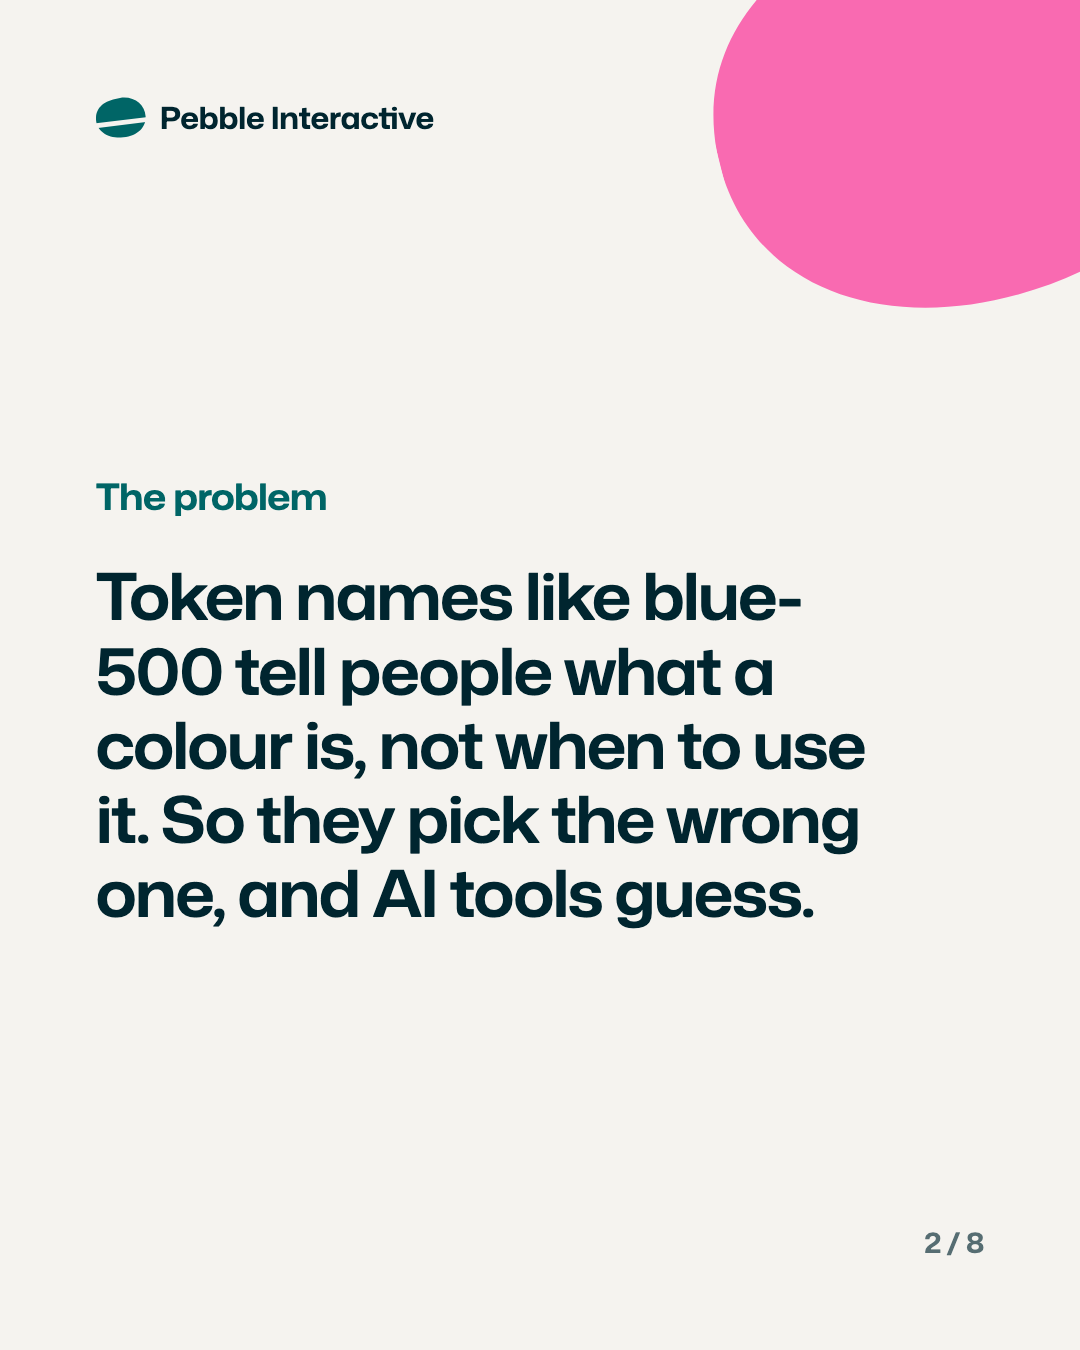 Pebble Interactive
The problem
Token names like blue-
500 tell people what a
colour is, not when to use
it. So they pick the wrong
one, and AI tools guess.
2 / 8